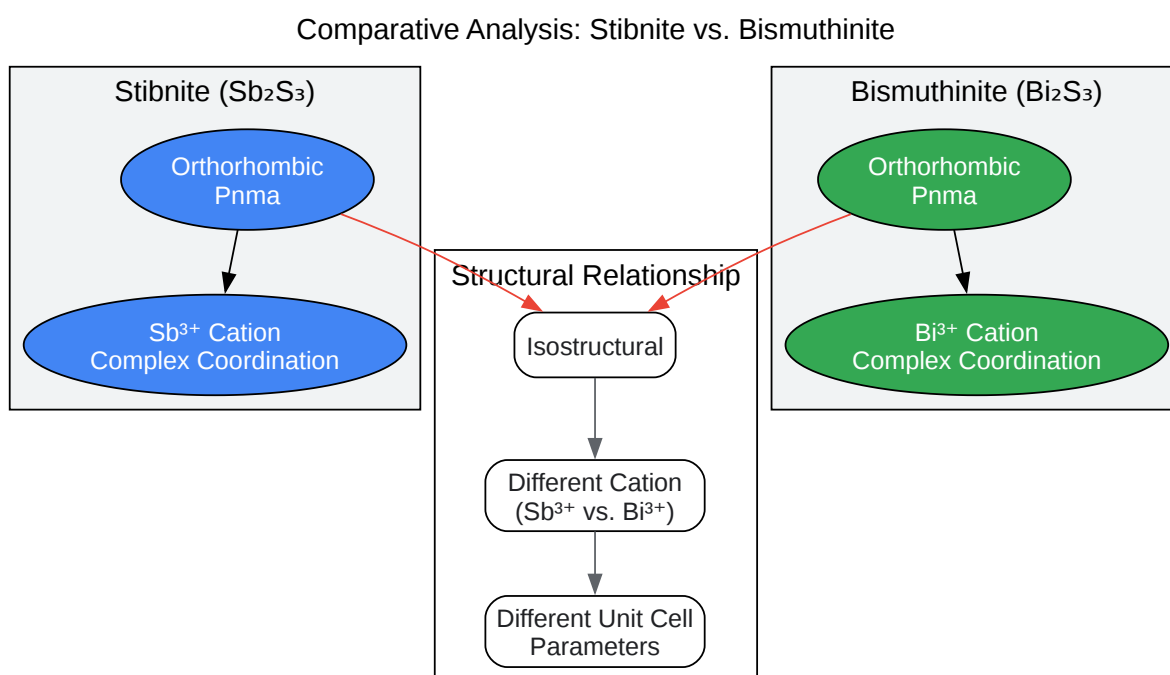 Comparative Analysis: Stibnite vs. Bismuthinite
Stibnite (Sb₂S₃)
Orthorhombic
Pnma
Sb³⁺ Cation
Complex Coordination
Bismuthinite (Bi₂S₃)
Orthorhombic
Pnma
Bi³⁺ Cation
Complex Coordination
Structural Relationship
Isostructural
Different Cation
(Sb³⁺ vs. Bi³⁺)
Different Unit Cell
Parameters